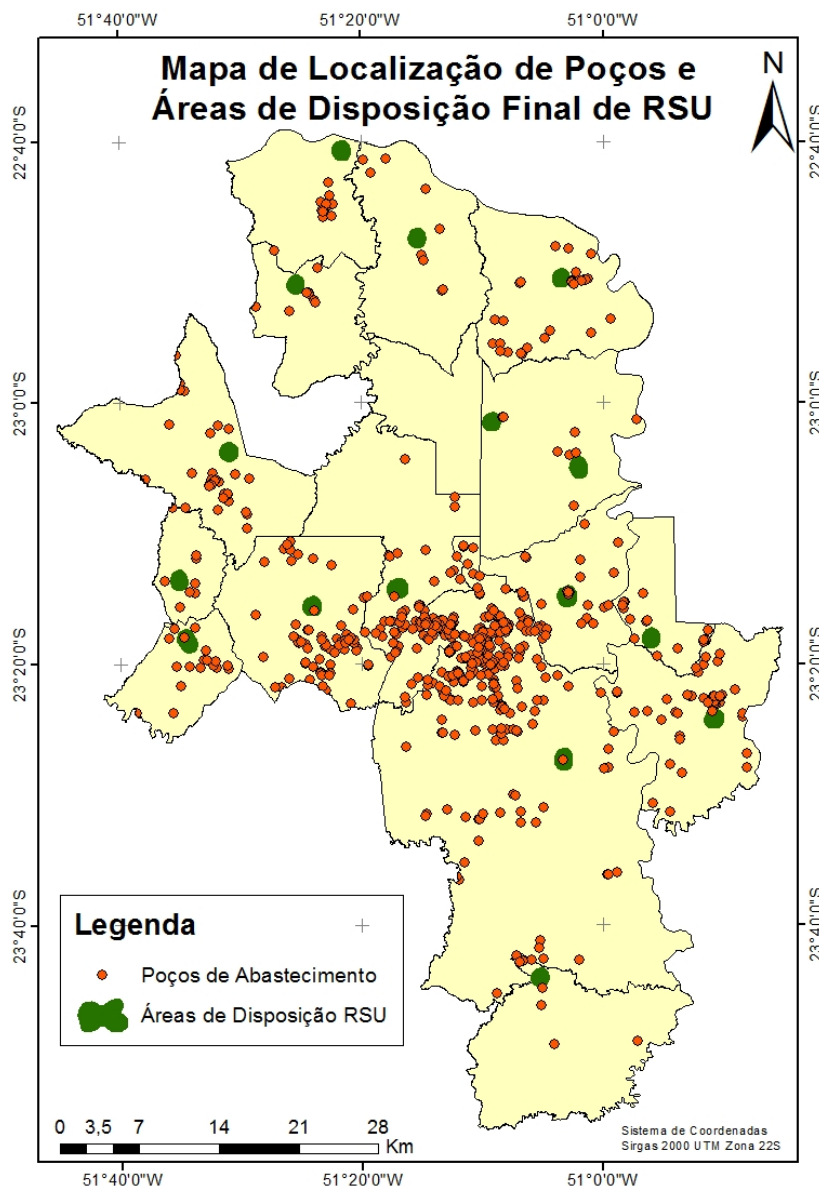 51°40'0"W 51°20'0"W 51°0'0"W
Mapa de Localização de Poços e
Áreas de Disposição Final de RSU
N
22°40'0"S 22°40'0"S
23°0'0"S 23°0'0"S
23°20'0"S 23°20'0"S
23°40'0"S 23°40'0"S
Legenda
Poços de Abastecimento
Áreas de Disposição RSU
0 3,5 7 14 21 28
Km
Sistema de Coordenadas
Sirgas 2000 UTM Zona 22S
51°40'0"W 51°20'0"W 51°0'0"W